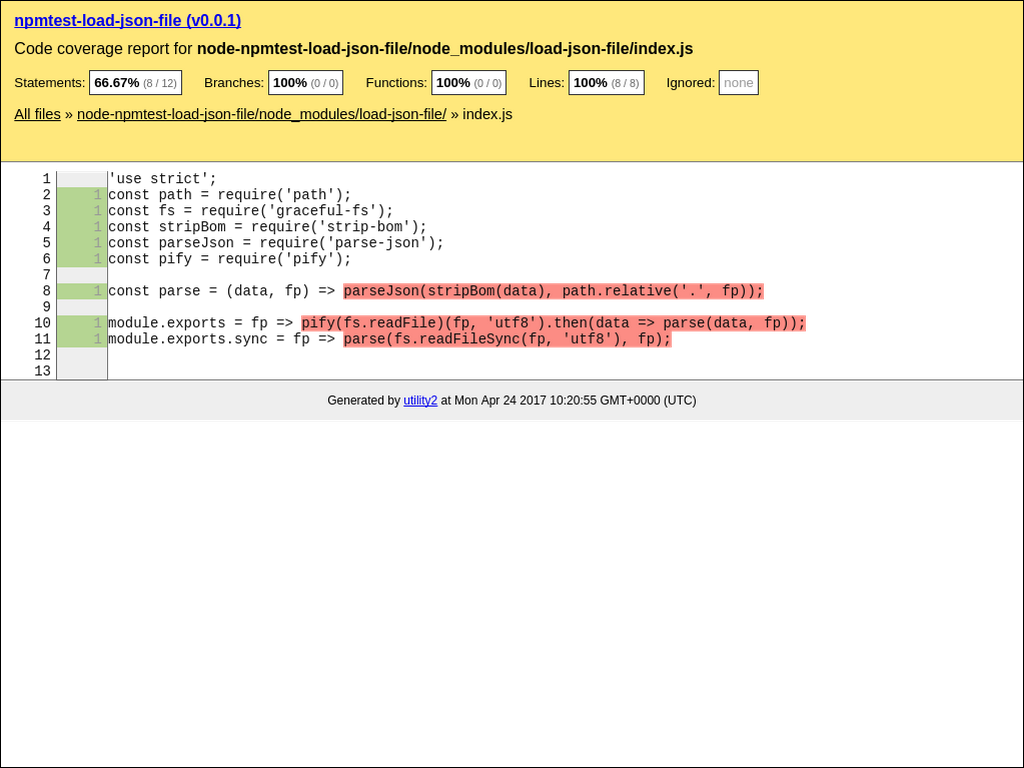 npmtest-load-json-file (v0.0.1)
Code coverage report for node-npmtest-load-json-file/node_modules/load-json-file/index.js
Statements: 66.67% (8 / 12) Branches: 100% (0 / 0) Functions: 100% (0 / 0) Lines: 100% (8 / 8) Ignored: none
All files » node-npmtest-load-json-file/node_modules/load-json-file/ » index.js
1 'use strict';
2 1 const path = require('path');
3 1 const fs = require('graceful-fs');
4 1 const stripBom = require('strip-bom');
5 1 const parseJson = require('parse-json');
6 1 const pify = require('pify');
7
8 1 const parse = (data, fp) => parseJson(stripBom(data), path.relative('.', fp));
9
10 1 module.exports = fp => pify(fs.readFile)(fp, 'utf8').then(data => parse(data, fp));
11 1 module.exports.sync = fp => parse(fs.readFileSync(fp, 'utf8'), fp);
12
13
Generated by utility2 at Mon Apr 24 2017 10:20:55 GMT+0000 (UTC)